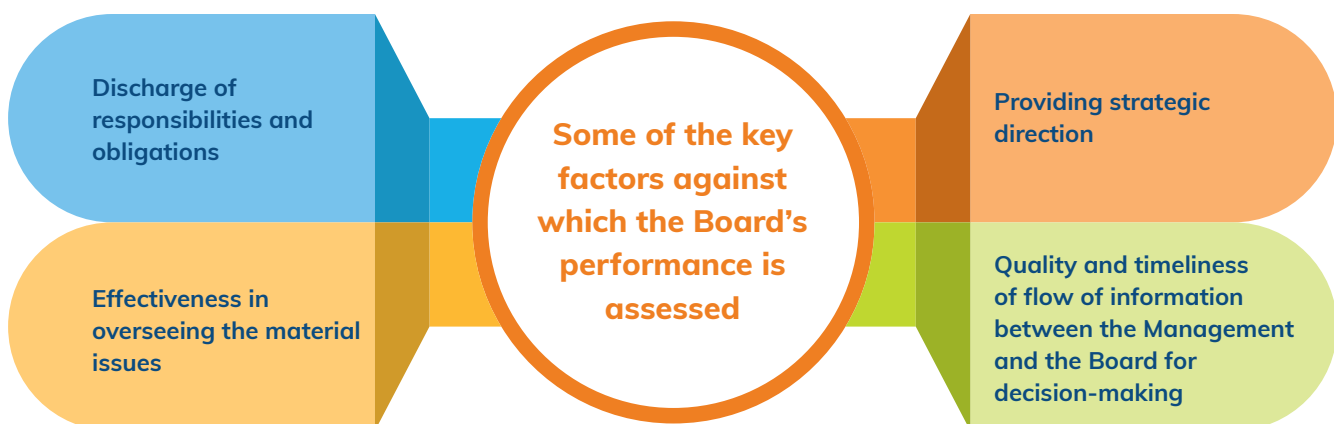 Discharge of
responsibilities and
obligations
Effectiveness in
overseeing the material
issues
Some of the key
factors against
which the Board’s
performance is
assessed
Providing strategic
direction
Quality and timeliness
of flow of information
between the Management
and the Board for
decision-making